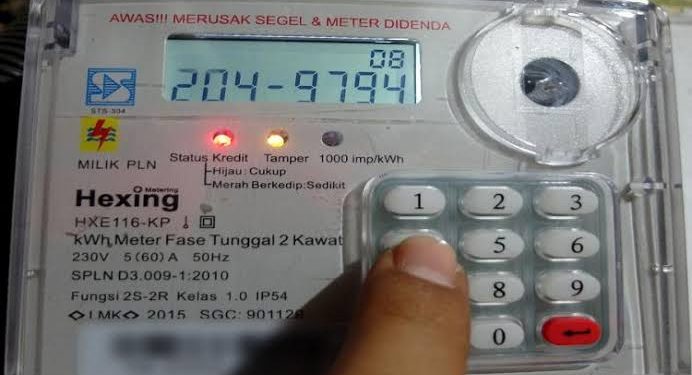 AWAS!!! MERUSAK SEGEL & METER DIDENDA
08
204-9794
STS 304
MILIK PLN
Status Kredit Tamper 1000 imp/kWh
Hijau: Cukup
Merah Berkedip:Sedikit
Hexing Metering
HXE116-KP
kWh Meter Fase Tunggal 2 Kawat
230V 5(60)A 50Hz
SPLN D3.009-1:2010
Fungsi 2S-2R Kelas 1.0 IP54
LMK 2015 SGC: 901128
1 2 3
5 6
8 9
0